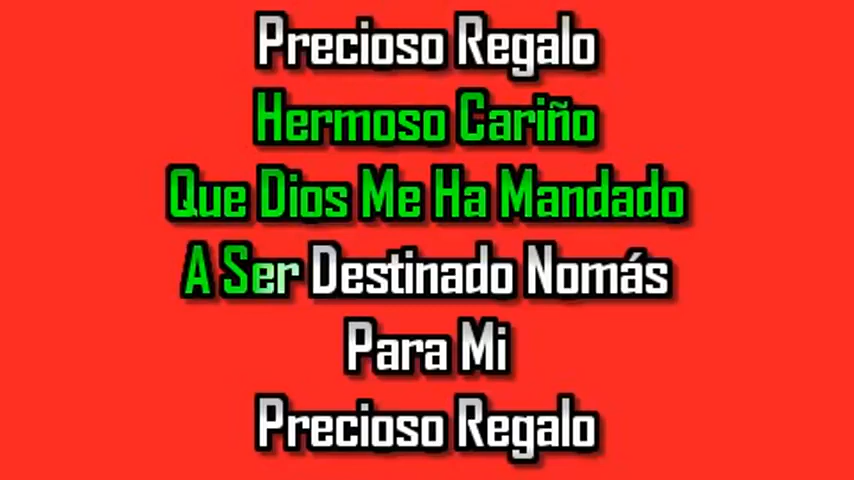 Precioso Regalo
Hermoso Cariño
Que Dios Me Ha Mandado
A Ser Destinado Nomás
Para Mi
Precioso Regalo